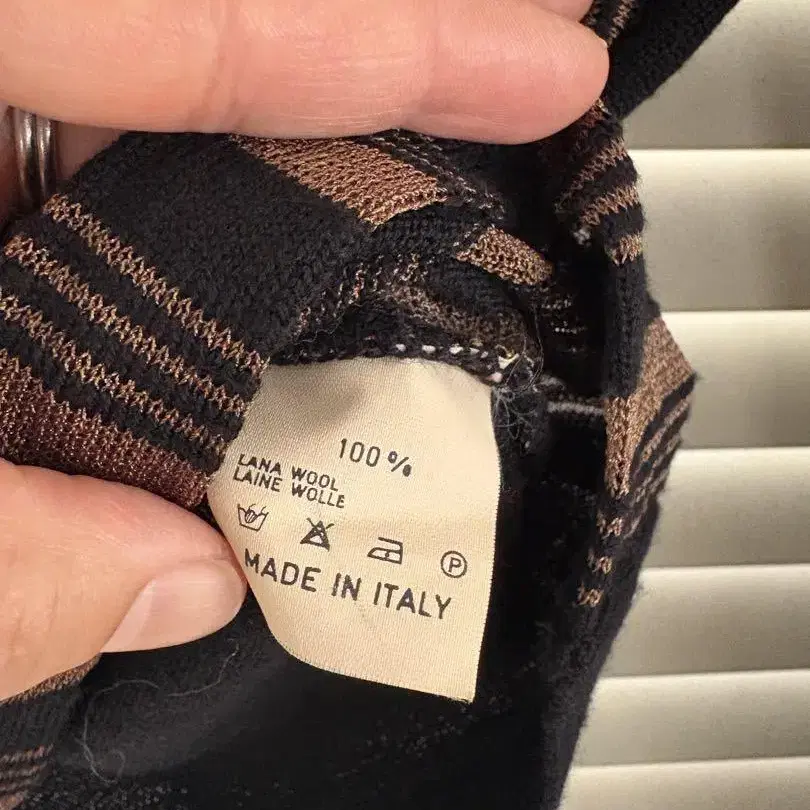 100%
LANA WOOL
LAINE WOLLE
P
MADE IN ITALY